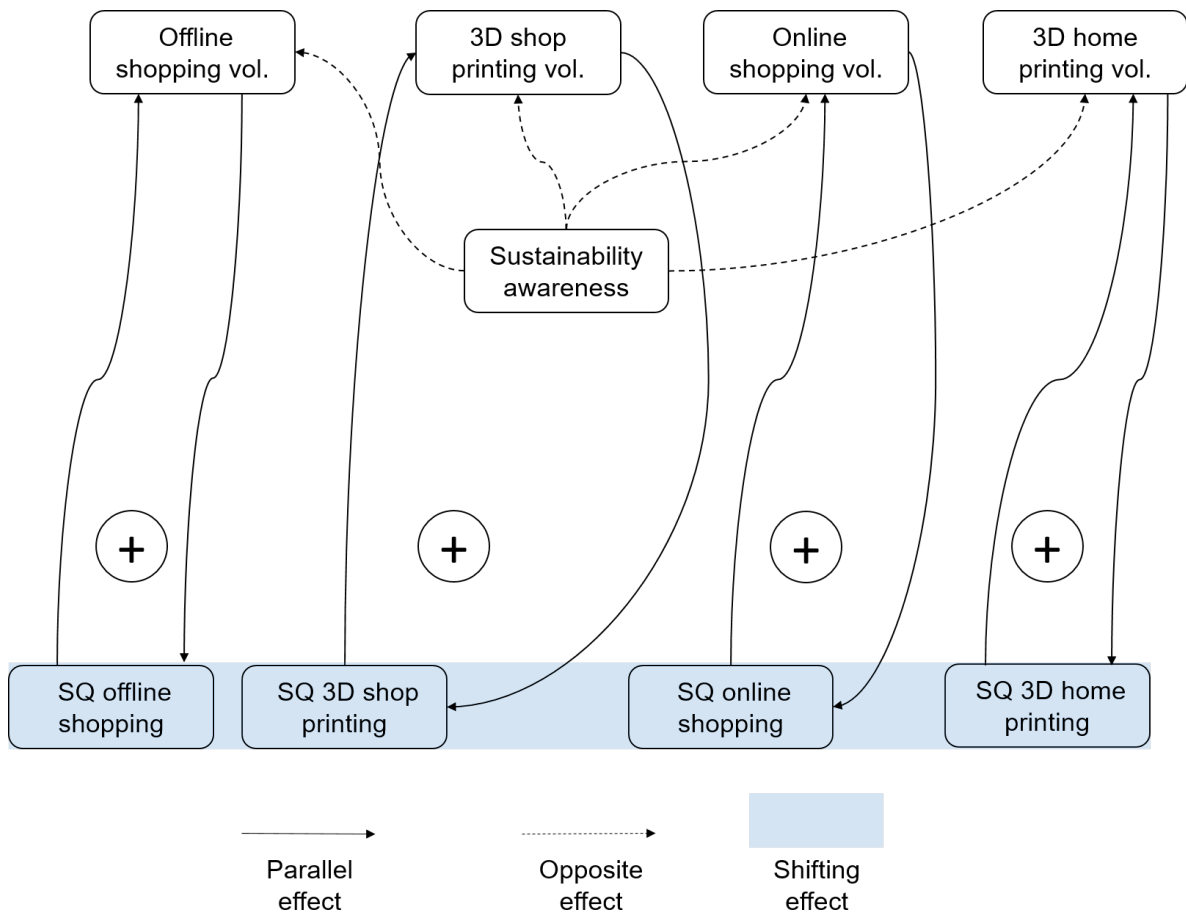 Offline
shopping vol.
3D shop
printing vol.
Online
shopping vol.
3D home
printing vol.
Sustainability
awareness
+
+
+
+
SQ offline
shopping
SQ 3D shop
printing
SQ online
shopping
SQ 3D home
printing
Parallel
effect
Opposite
effect
Shifting
effect